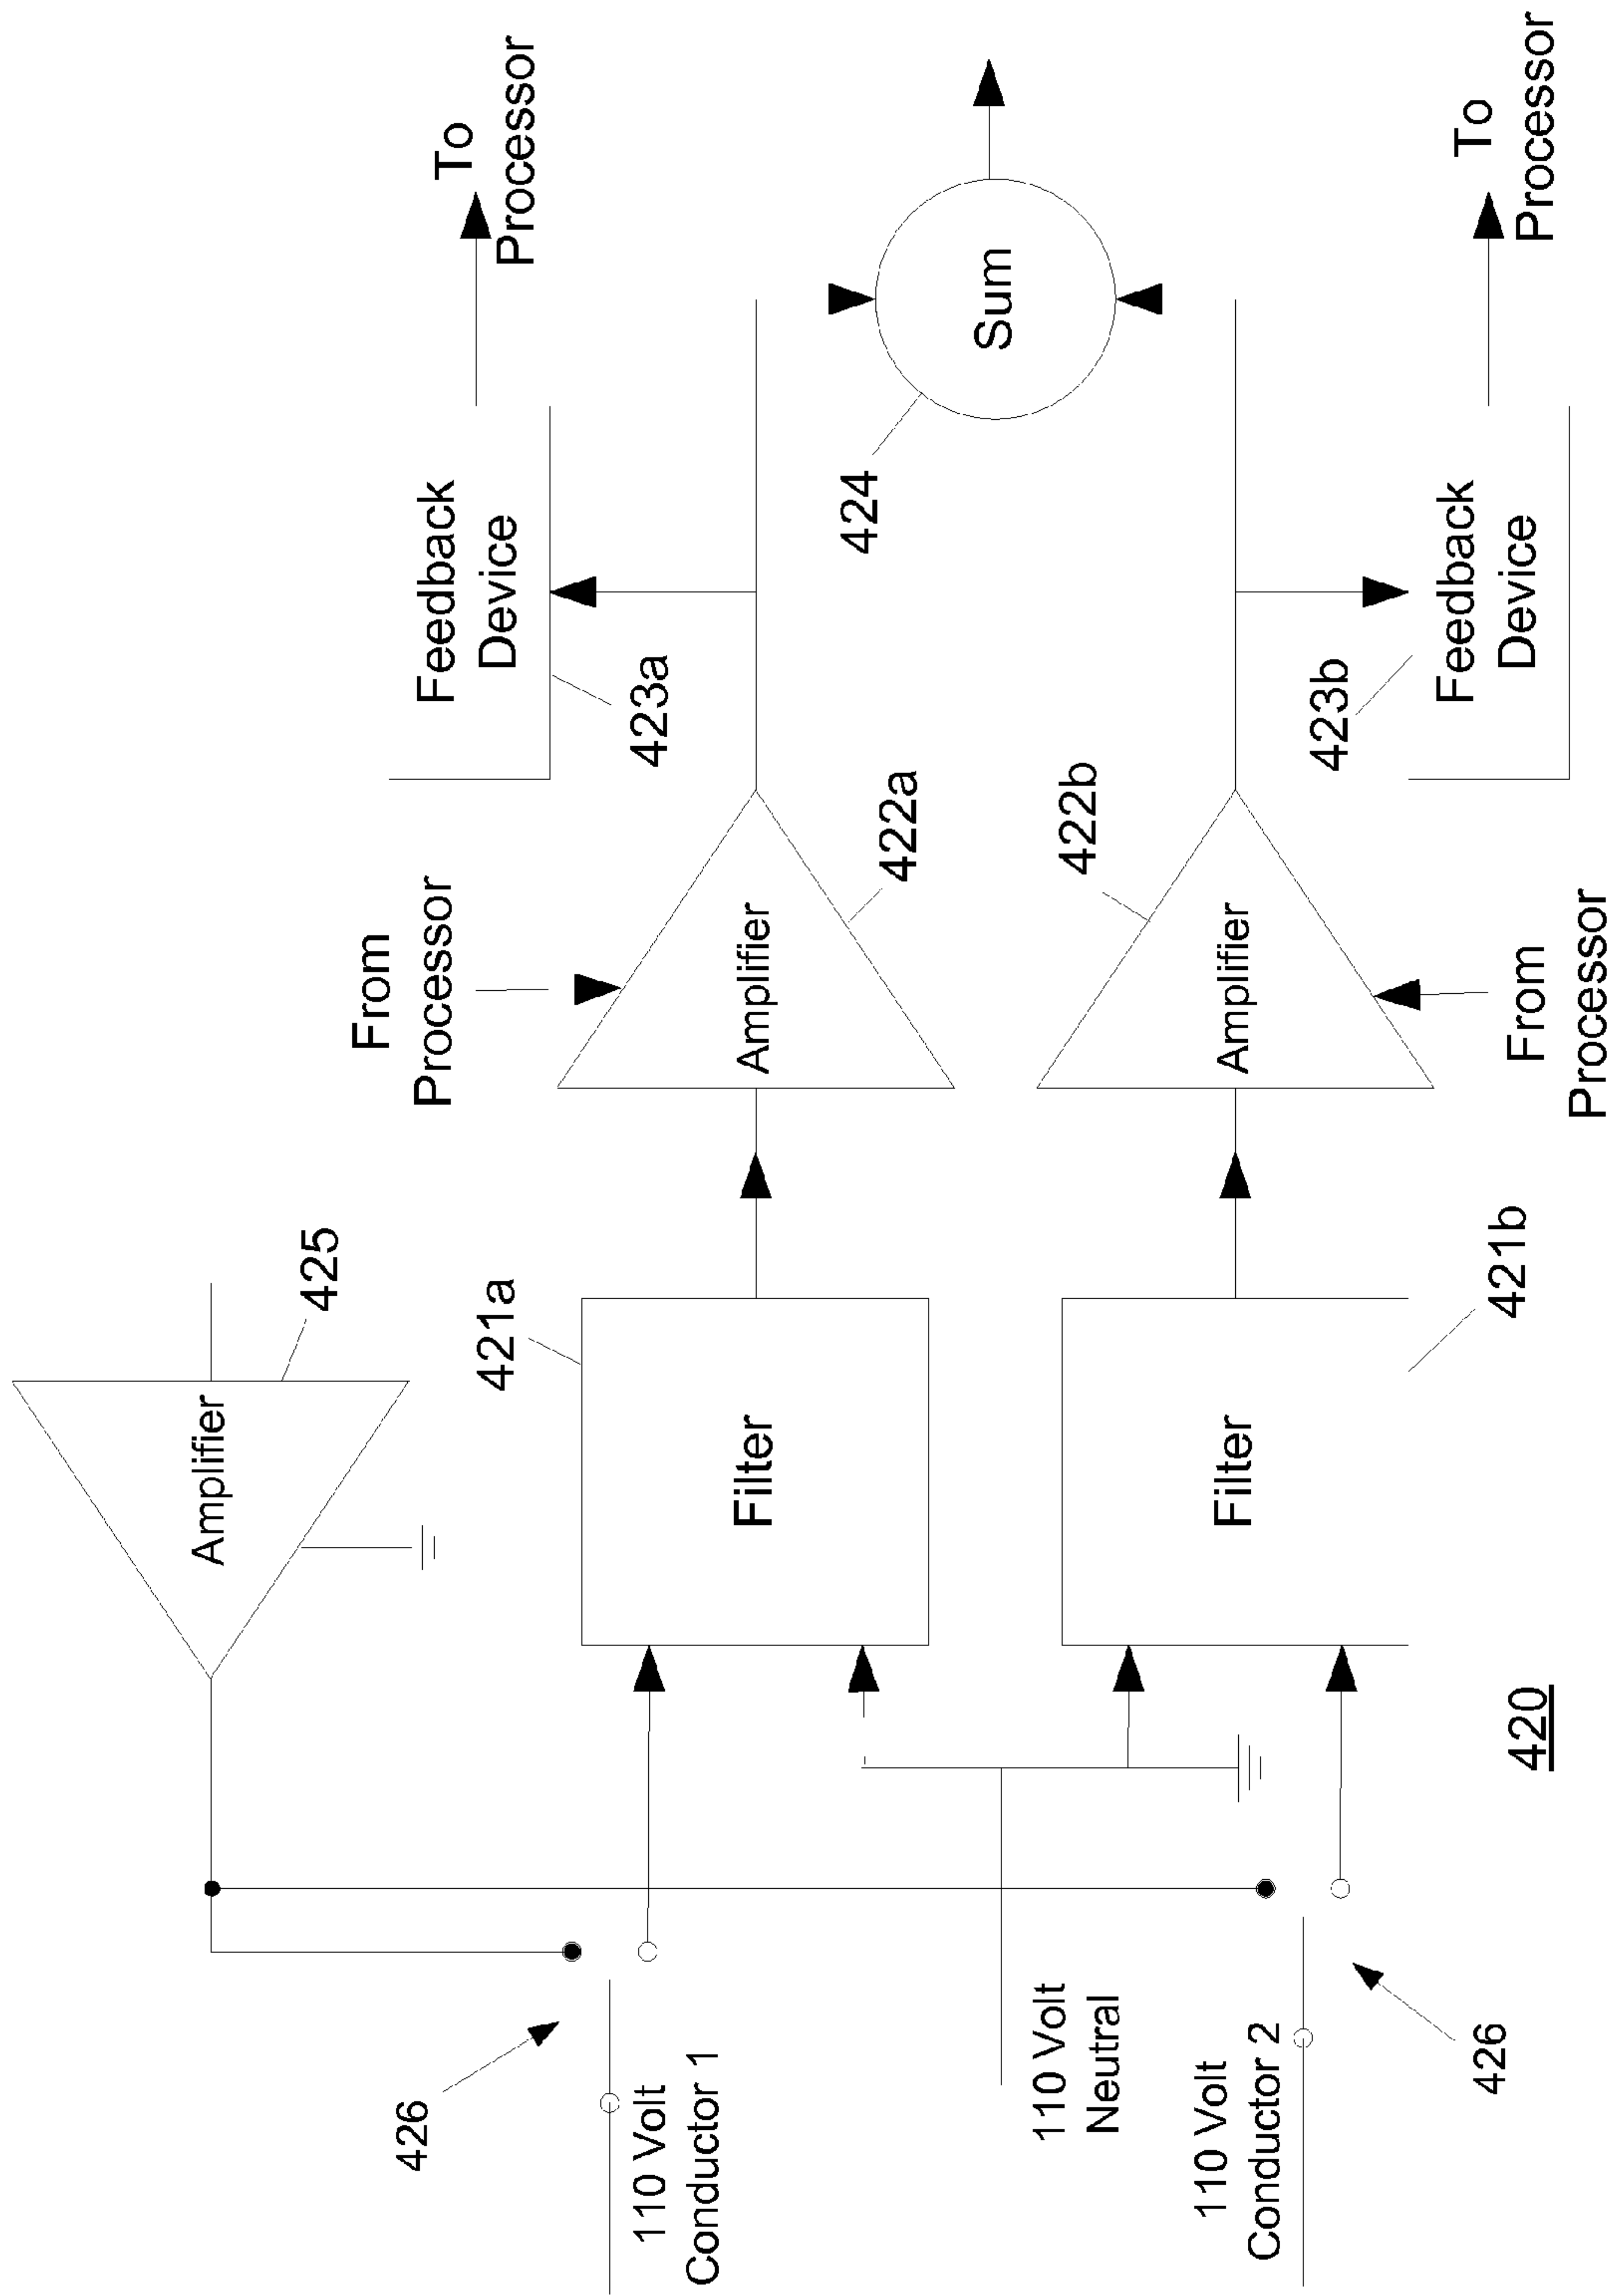 Amplifier
425
From
Processor
Feedback
Device
To
Processor
426
421a
423a
110 Volt
Conductor 1
Filter
Amplifier
422a
424
Sum
110 Volt
Neutral
422b
110 Volt
Conductor 2
Filter
Amplifier
423b
426
420
421b
From
Processor
Feedback
Device
To
Processor